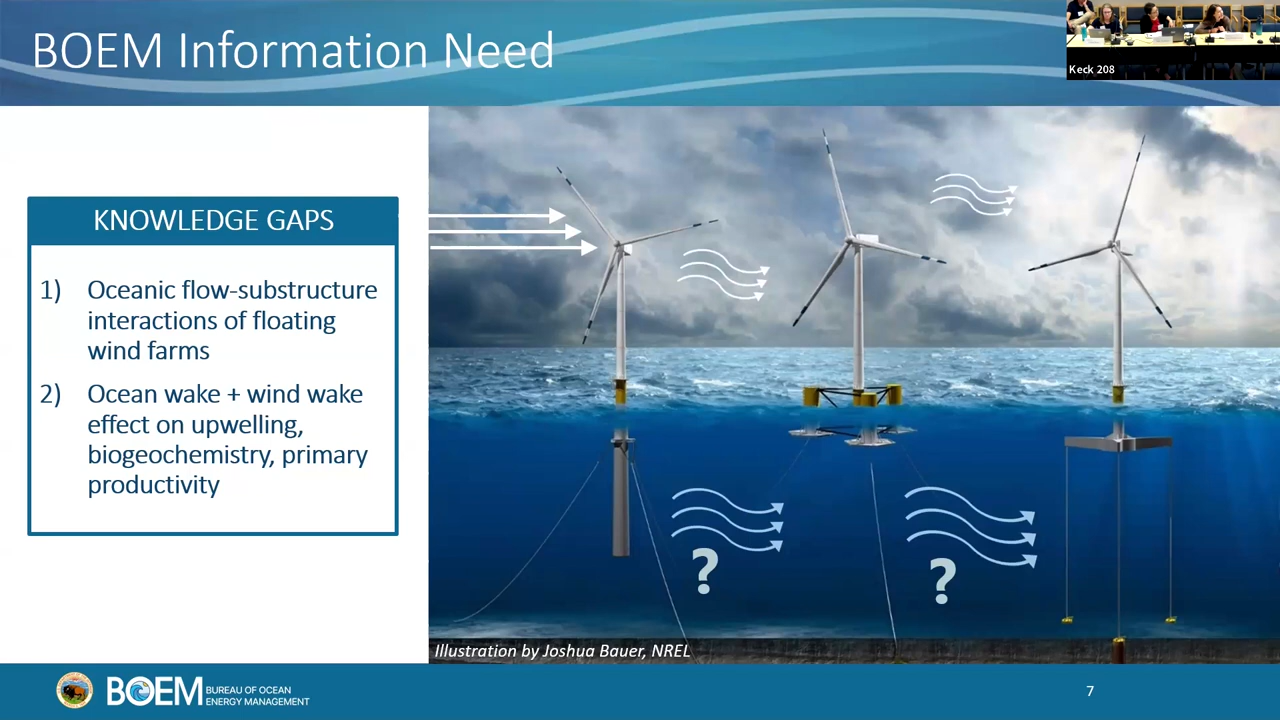 BOEM Information Need
Keck 208
KNOWLEDGE GAPS
1) Oceanic flow-substructure
interactions of floating
wind farms
2) Ocean wake + wind wake
effect on upwelling,
biogeochemistry, primary
productivity
?
?
Illustration by Joshua Bauer, NREL
BOEM BUREAU OF OCEAN
ENERGY MANAGEMENT
7